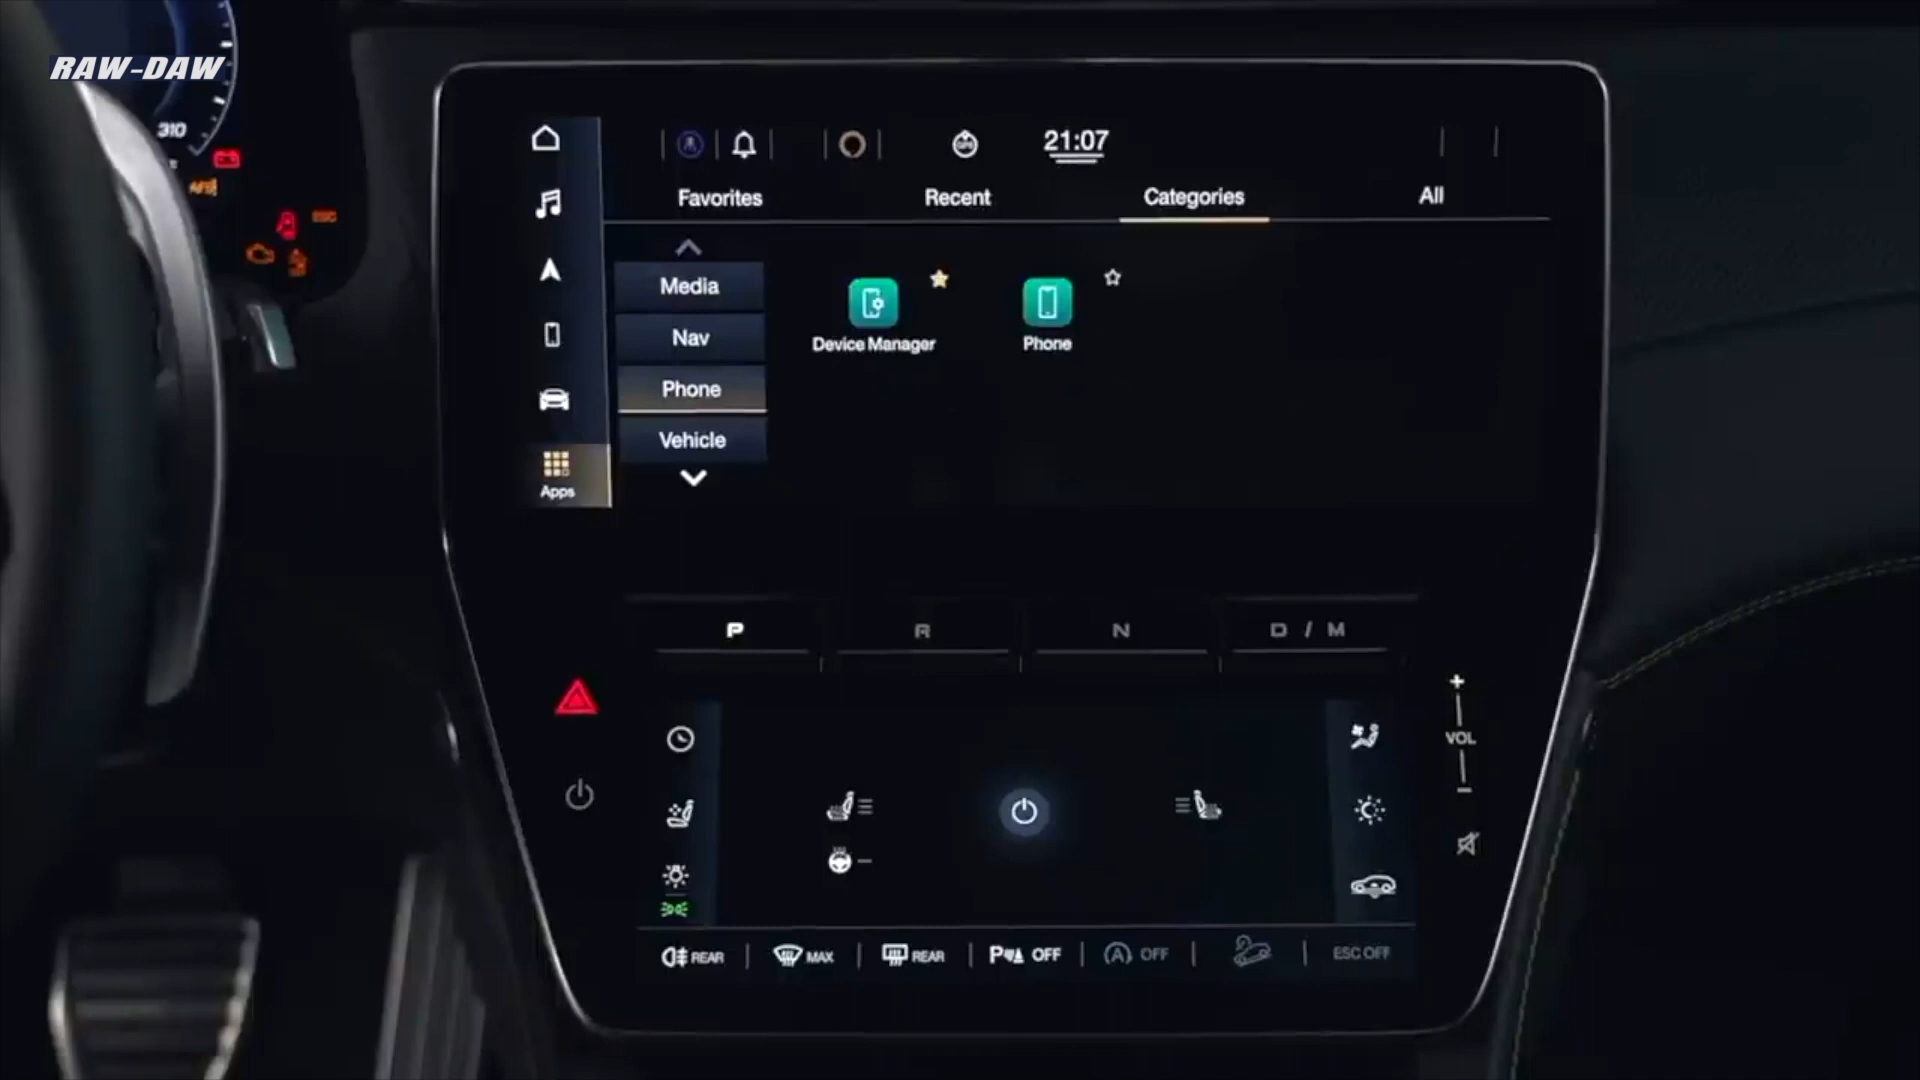 RAW-DAW
310
ESC
21:07
Favorites
Recent
Categories
All
Media
Nav
Phone
Vehicle
Device Manager
Phone
Apps
P
R
N
D / M
+
VOL
-
REAR
MAX
REAR
P OFF
A OFF
ESC OFF